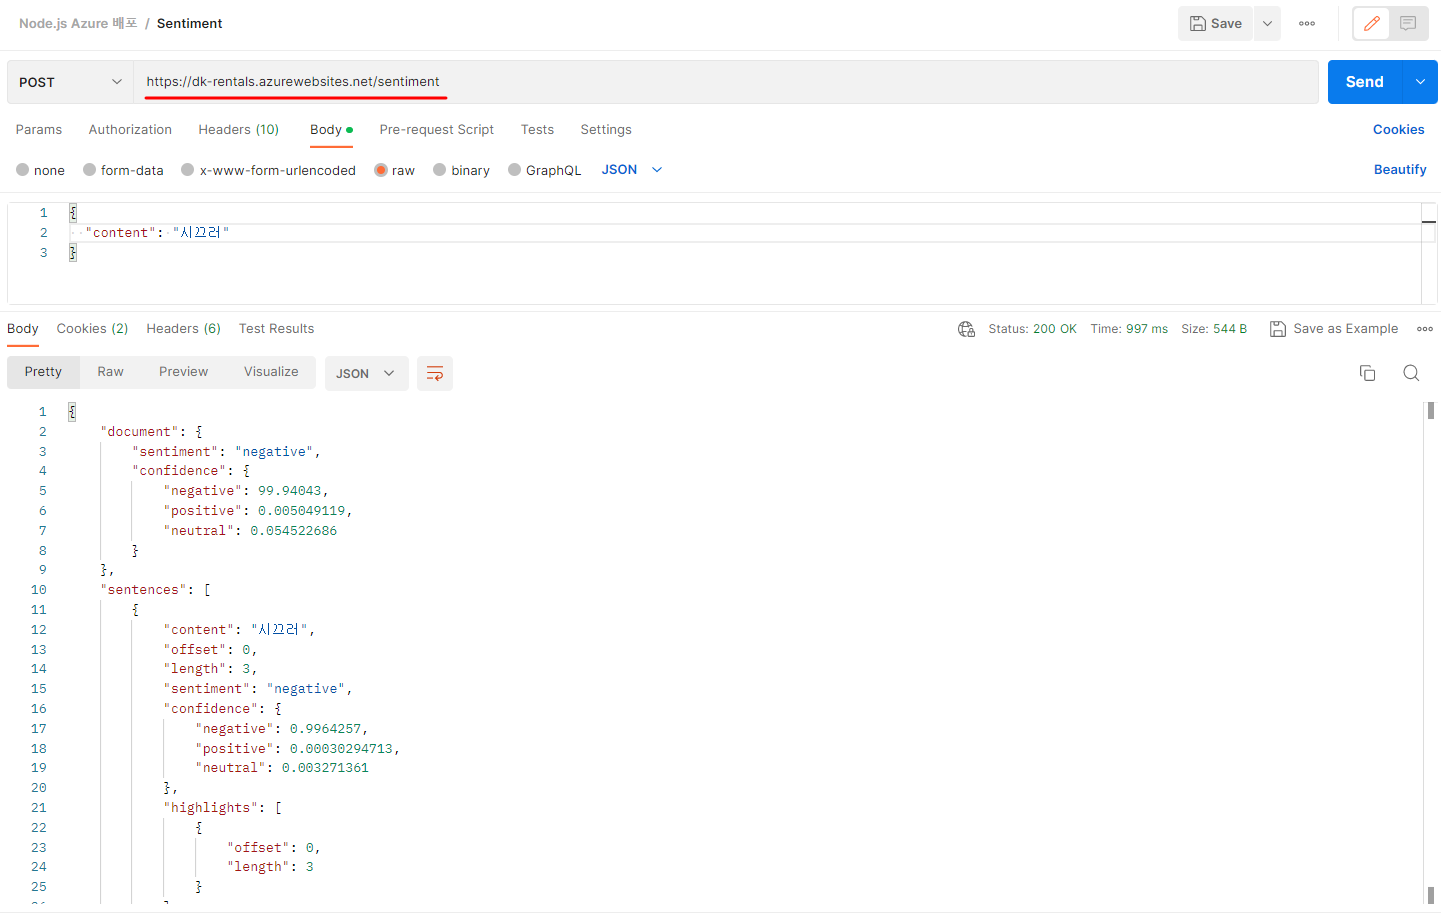 Node.js Azure 배포 / Sentiment
Save
POST
https://dk-rentals.azurewebsites.net/sentiment
Send
Params Authorization Headers (10) Body Pre-request Script Tests Settings Cookies
none form-data x-www-form-urlencoded raw binary GraphQL JSON Beautify
1 {
2 "content": "시끄러"
3 }
Body Cookies (2) Headers (6) Test Results Status: 200 OK Time: 997 ms Size: 544 B Save as Example
Pretty Raw Preview Visualize JSON
1 {
2 "document": {
3 "sentiment": "negative",
4 "confidence": {
5 "negative": 99.94043,
6 "positive": 0.005049119,
7 "neutral": 0.054522686
8 }
9 },
10 "sentences": [
11 {
12 "content": "시끄러",
13 "offset": 0,
14 "length": 3,
15 "sentiment": "negative",
16 "confidence": {
17 "negative": 0.9964257,
18 "positive": 0.00030294713,
19 "neutral": 0.003271361
20 },
21 "highlights": [
22 {
23 "offset": 0,
24 "length": 3
25 }